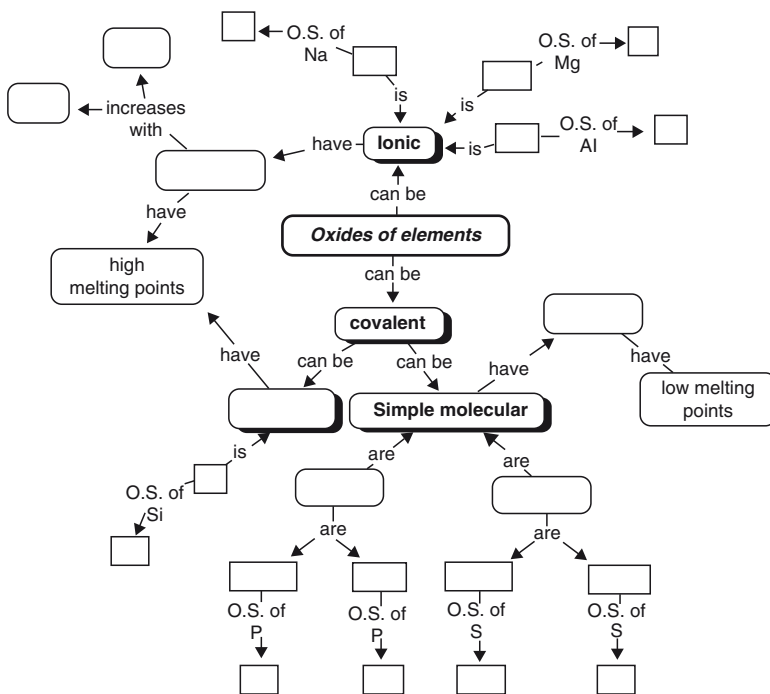 O.S. of
Na
O.S. of
Mg
increases
with
is
is
O.S. of
Al
have
Ionic
is
can be
have
Oxides of elements
high
melting points
can be
covalent
have
can be
can be
have
have
low melting
points
Simple molecular
is
are
are
O.S. of
Si
are
are
O.S. of
P
O.S. of
P
O.S. of
S
O.S. of
S